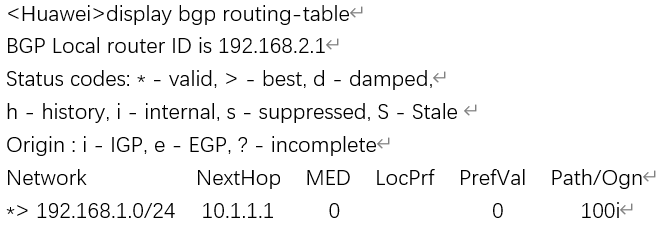 <Huawei>display bgp routing-table
BGP Local router ID is 192.168.2.1
Status codes: * - valid, > - best, d - damped,
h - history, i - internal, s - suppressed, S - Stale
Origin : i - IGP, e - EGP, ? - incomplete
Network NextHop MED LocPrf PrefVal Path/Ogn
*> 192.168.1.0/24 10.1.1.1 0 0 100i